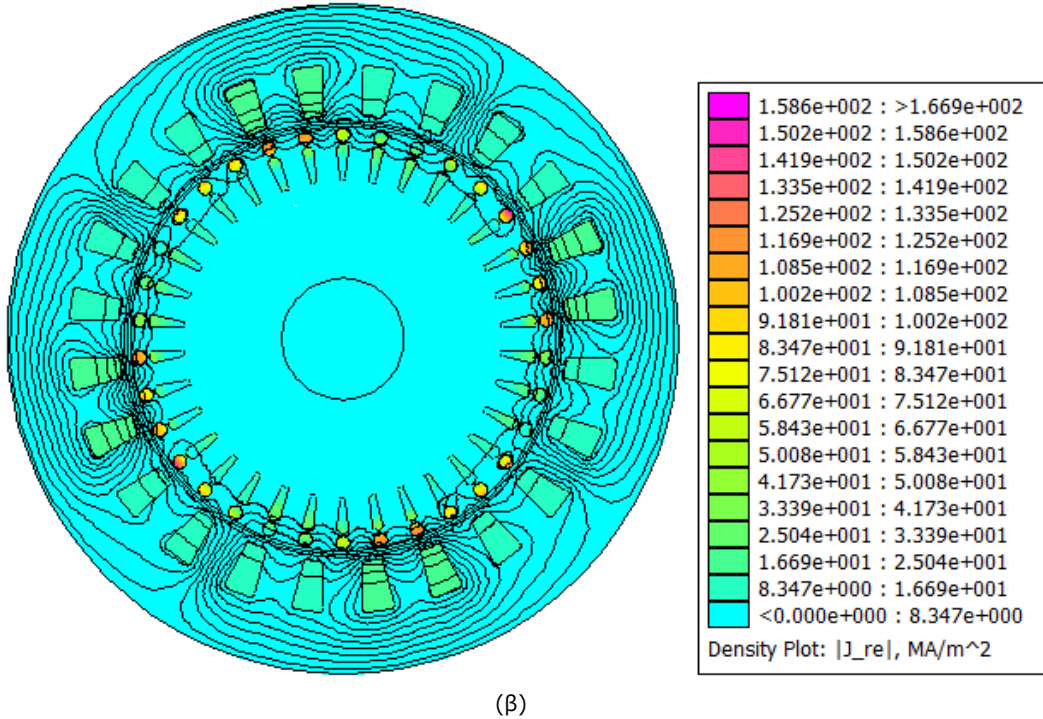 1.586e+002 : >1.669e+002
1.502e+002 : 1.586e+002
1.419e+002 : 1.502e+002
1.335e+002 : 1.419e+002
1.252e+002 : 1.335e+002
1.169e+002 : 1.252e+002
1.085e+002 : 1.169e+002
1.002e+002 : 1.085e+002
9.181e+001 : 1.002e+002
8.347e+001 : 9.181e+001
7.512e+001 : 8.347e+001
6.677e+001 : 7.512e+001
5.843e+001 : 6.677e+001
5.008e+001 : 5.843e+001
4.173e+001 : 5.008e+001
3.339e+001 : 4.173e+001
2.504e+001 : 3.339e+001
1.669e+001 : 2.504e+001
8.347e+000 : 1.669e+001
<0.000e+000 : 8.347e+000
Density Plot: |J_re|, MA/m^2
(β)